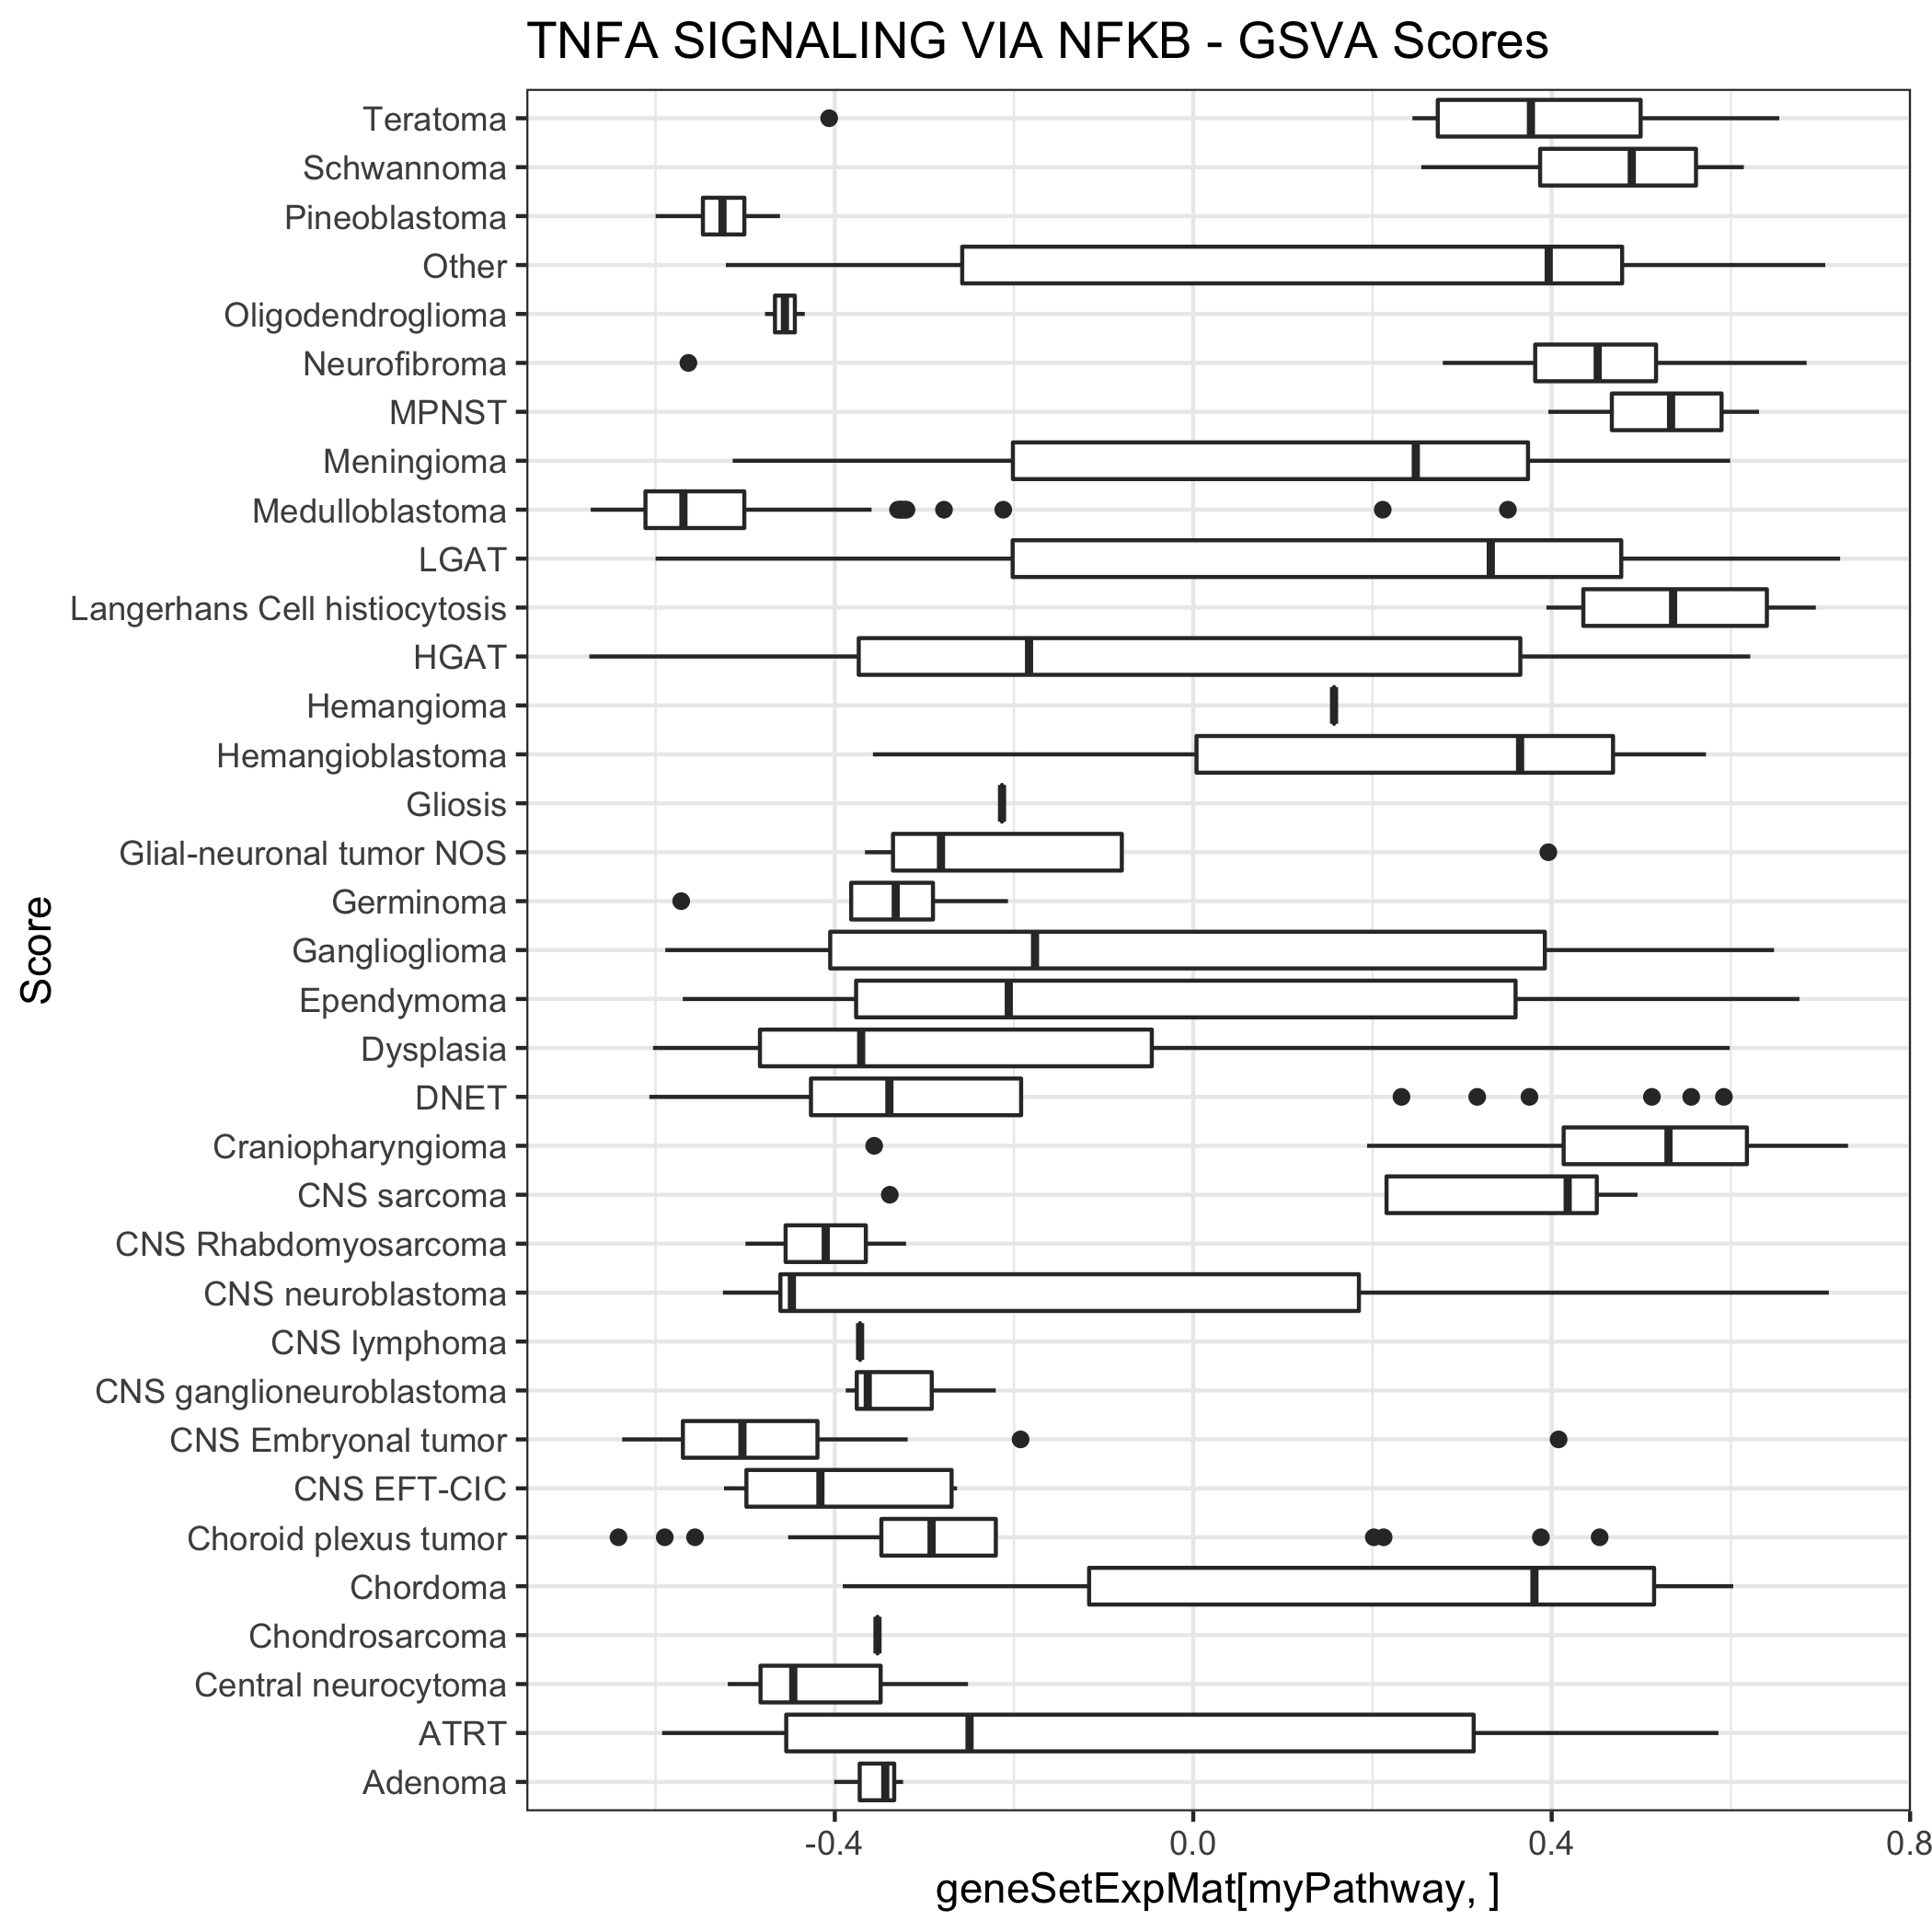 TNFA SIGNALING VIA NFKB - GSVA Scores
Teratoma
Schwannoma
Pineoblastoma
Other
Oligodendroglioma
Neurofibroma
MPNST
Meningioma
Medulloblastoma
LGAT
Langerhans Cell histiocytosis
HGAT
Hemangioma
Hemangioblastoma
Gliosis
Glial-neuronal tumor NOS
Germinoma
Ganglioglioma
Ependymoma
Dysplasia
DNET
Craniopharyngioma
CNS sarcoma
CNS Rhabdomyosarcoma
CNS neuroblastoma
CNS lymphoma
CNS ganglioneuroblastoma
CNS Embryonal tumor
CNS EFT-CIC
Choroid plexus tumor
Chordoma
Chondrosarcoma
Central neurocytoma
ATRT
Adenoma
Score
-0.4 0.0 0.4 0.8
geneSetExpMat[myPathway, ]